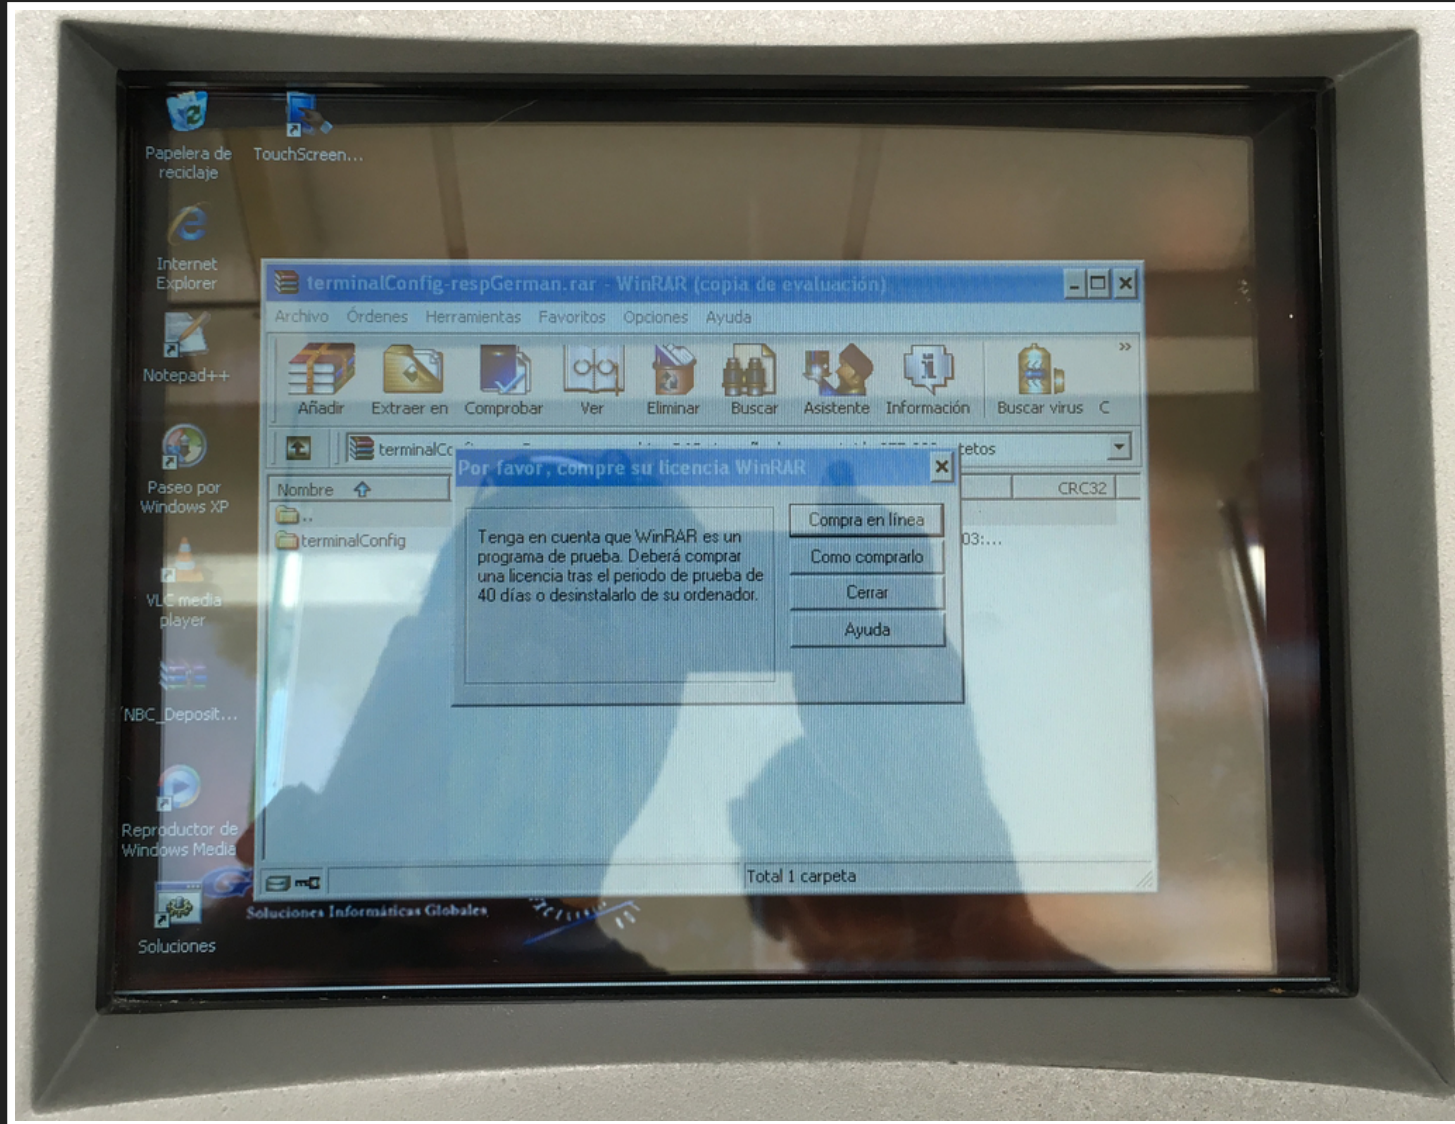 Papelera de
reciclaje
TouchScreen...
Internet
Explorer
Notepad++
Paseo por
Windows XP
VLC media
player
NBC_Deposit...
Reproductor de
Windows Media
Soluciones
terminalConfig-respGerman.rar - WinRAR (copia de evaluación)
Archivo Órdenes Herramientas Favoritos Opciones Ayuda
Añadir Extraer en Comprobar Ver Eliminar Buscar Asistente Información Buscar virus C
terminalCo
Nombre CRC32
..
terminalConfig 03:...
Por favor, compre su licencia WinRAR
Tenga en cuenta que WinRAR es un
programa de prueba. Deberá comprar
una licencia tras el periodo de prueba de
40 días o desinstalarlo de su ordenador.
Compra en línea
Como comprarlo
Cerrar
Ayuda
Total 1 carpeta
Soluciones Informáticas Globales